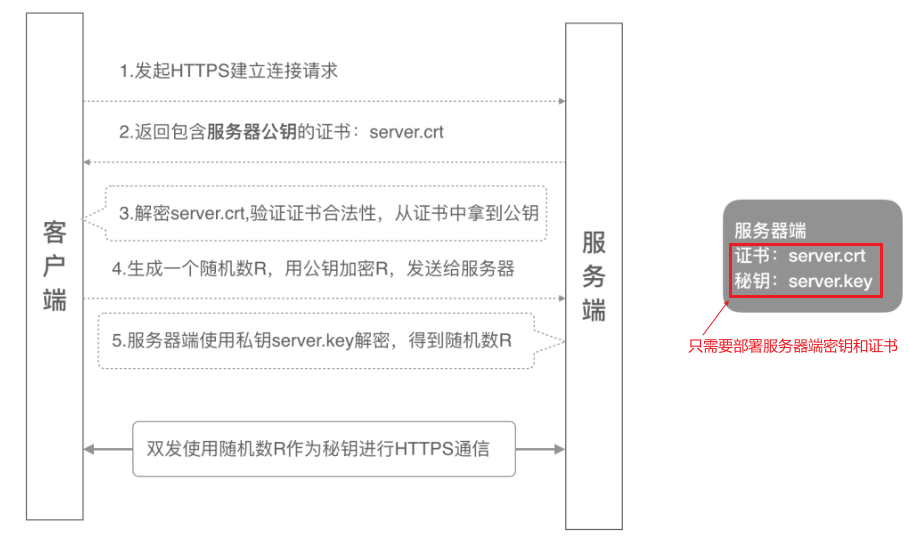 1.发起HTTPS建立连接请求
2.返回包含服务器公钥的证书：server.crt
3.解密server.crt,验证证书合法性，从证书中拿到公钥
4.生成一个随机数R，用公钥加密R，发送给服务器
5.服务器端使用私钥server.key解密，得到随机数R
双发使用随机数R作为秘钥进行HTTPS通信
客户端
服务端
服务器端
证书：server.crt
秘钥：server.key
只需要部署服务器端密钥和证书